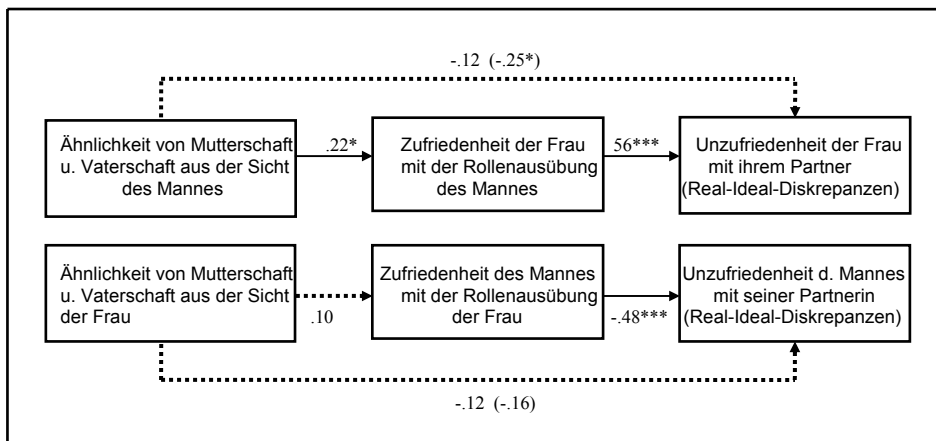 -.12 (-.25*)
Ähnlichkeit von Mutterschaft
u. Vaterschaft aus der Sicht
des Mannes
.22*
Zufriedenheit der Frau
mit der Rollenausübung
des Mannes
56***
Unzufriedenheit der Frau
mit ihrem Partner
(Real-Ideal-Diskrepanzen)
Ähnlichkeit von Mutterschaft
u. Vaterschaft aus der Sicht
der Frau
.10
Zufriedenheit des Mannes
mit der Rollenausübung
der Frau
-.48***
Unzufriedenheit d. Mannes
mit seiner Partnerin
(Real-Ideal-Diskrepanzen)
-.12 (-.16)